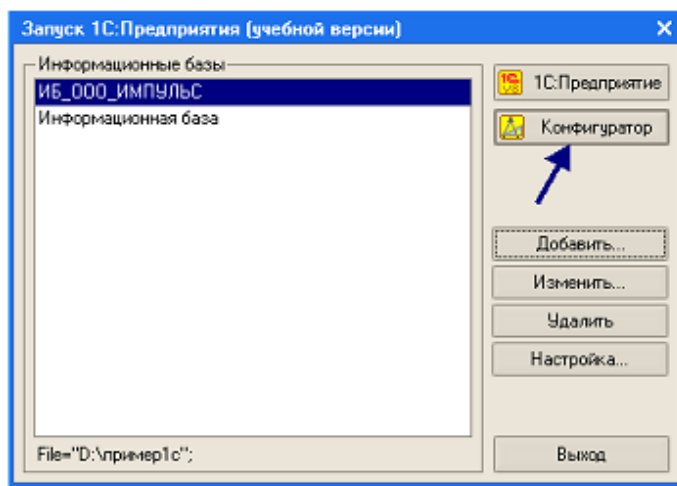 Запуск 1С:Предприятия (учебной версии)
Информационные базы
ИБ_ООО_ИМПУЛЬС
Информационная база
1С:Предприятие
Конфигуратор
Добавить...
Изменить...
Удалить
Настройка...
File="D:\пример1с";
Выход